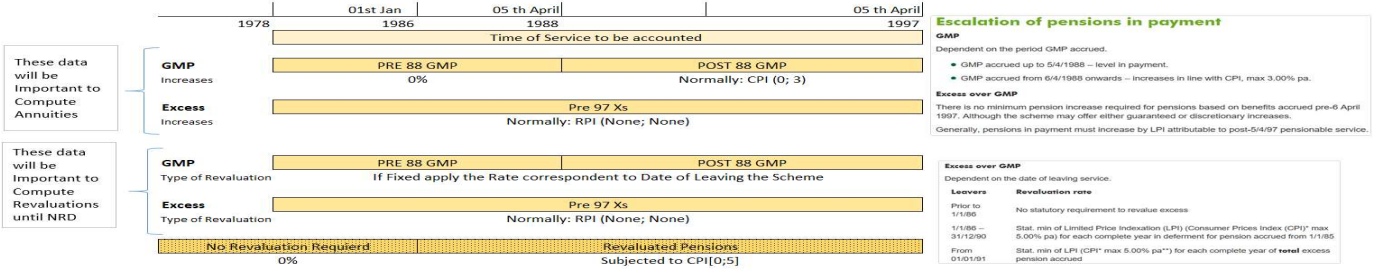 01st Jan 05 th April 05 th April
1978 1986 1988 1997
Time of Service to be accounted
These data
will be
Important to
Compute
Annuities
GMP PRE 88 GMP POST 88 GMP
Increases 0% Normally: CPI (0; 3)
Excess Pre 97 Xs
Increases Normally: RPI (None; None)
These data
will be
Important to
Compute
Revaluations
until NRD
GMP PRE 88 GMP POST 88 GMP
Type of Revaluation If Fixed apply the Rate correspondent to Date of Leaving the Scheme
Excess Pre 97 Xs
Type of Revaluation Normally: RPI (None; None)
No Revaluation Requierd Revaluated Pensions
0% Subjected to CPI[0;5]
Escalation of pensions in payment
GMP
Dependent on the period GMP accrued.
• GMP accrued up to 5/4/1988 – level in payment.
• GMP accrued from 6/4/1988 onwards – increases in line with CPI, max 3.00% pa.
Excess over GMP
There is no minimum pension increase required for pensions based on benefits accrued pre-6 April
1997. Although the scheme may offer either guaranteed or discretionary increases.
Generally, pensions in payment must increase by LPI attributable to post-5/4/97 pensionable service.
Excess over GMP
Dependent on the date of leaving service.
Leavers Revaluation rate
Prior to
1/1/86 No statutory requirement to revalue excess
1/1/86 – Stat. min of Limited Price Indexation (LPI) (Consumer Prices Index (CPI)* max
31/12/90 5.00% pa) for each complete year in deferment for pension accrued from 1/1/85
From Stat. min of LPI (CPI* max 5.00% pa**) for each complete year of total excess
01/01/91 pension accrued